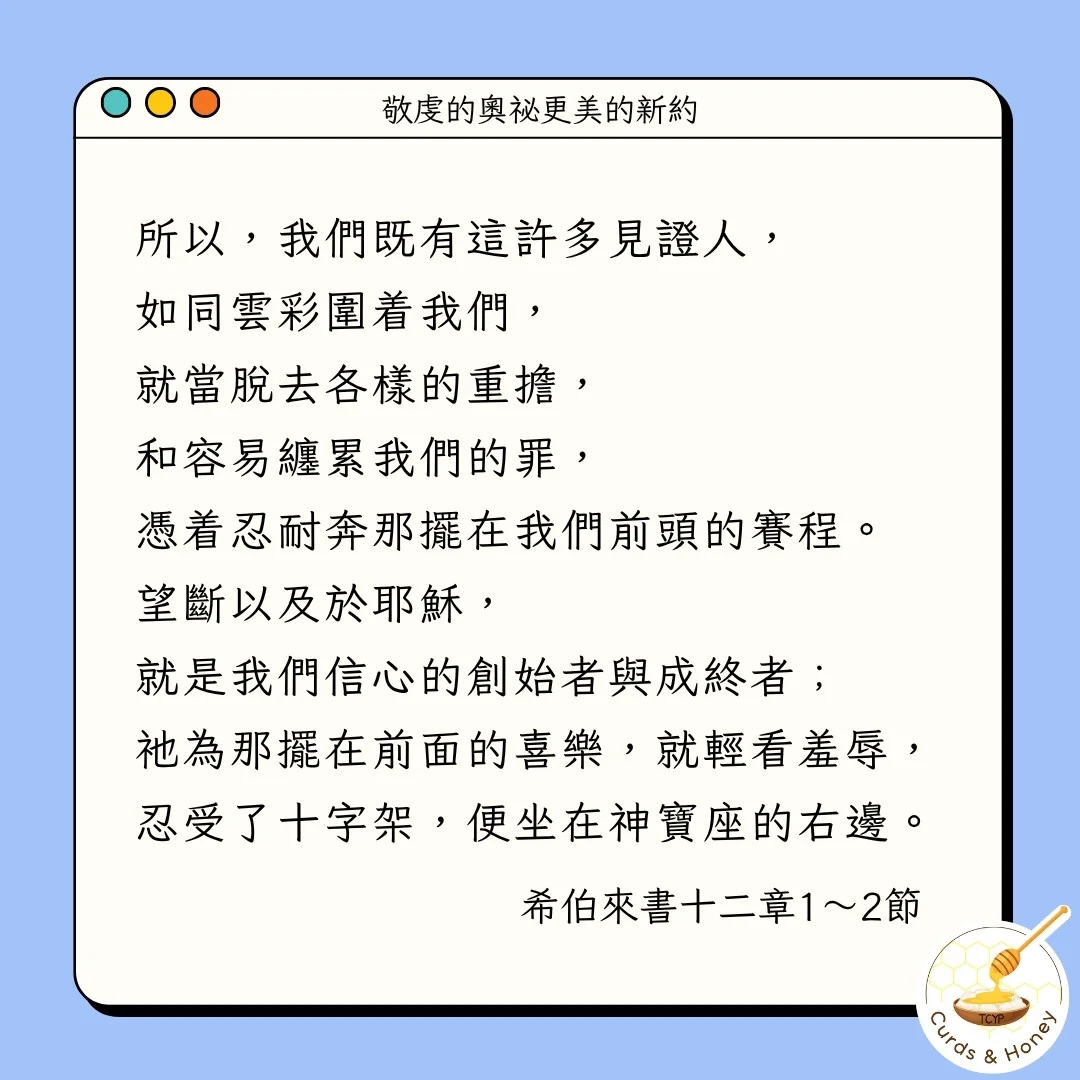 敬虔的奧祕更美的新約
所以，我們既有這許多見證人，
如同雲彩圍着我們，
就當脫去各樣的重擔，
和容易纏累我們的罪，
憑着忍耐奔那擺在我們前頭的賽程。
望斷以及於耶穌，
就是我們信心的創始者與成終者；
祂為那擺在前面的喜樂，就輕看羞辱，
忍受了十字架，便坐在神寶座的右邊。
希伯來書十二章1～2節
TCYP
Curds & Honey